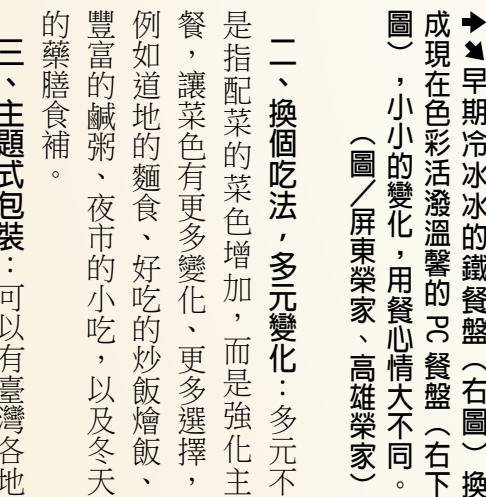 ➡➘早期冷冰冰的鐵餐盤（右圖）換
成現在色彩活潑溫馨的 PC 餐盤（右下
圖），小小的變化，用餐心情大不同。
（圖／屏東榮家、高雄榮家）
二、換個吃法，多元變化：多元不
是指配菜的菜色增加，而是強化主
餐，讓菜色有更多變化、更多選擇，
例如道地的麵食、好吃的炒飯燴飯、
豐富的鹹粥、夜市的小吃，以及冬天
的藥膳食補。
三、主題式包裝：可以有臺灣各地